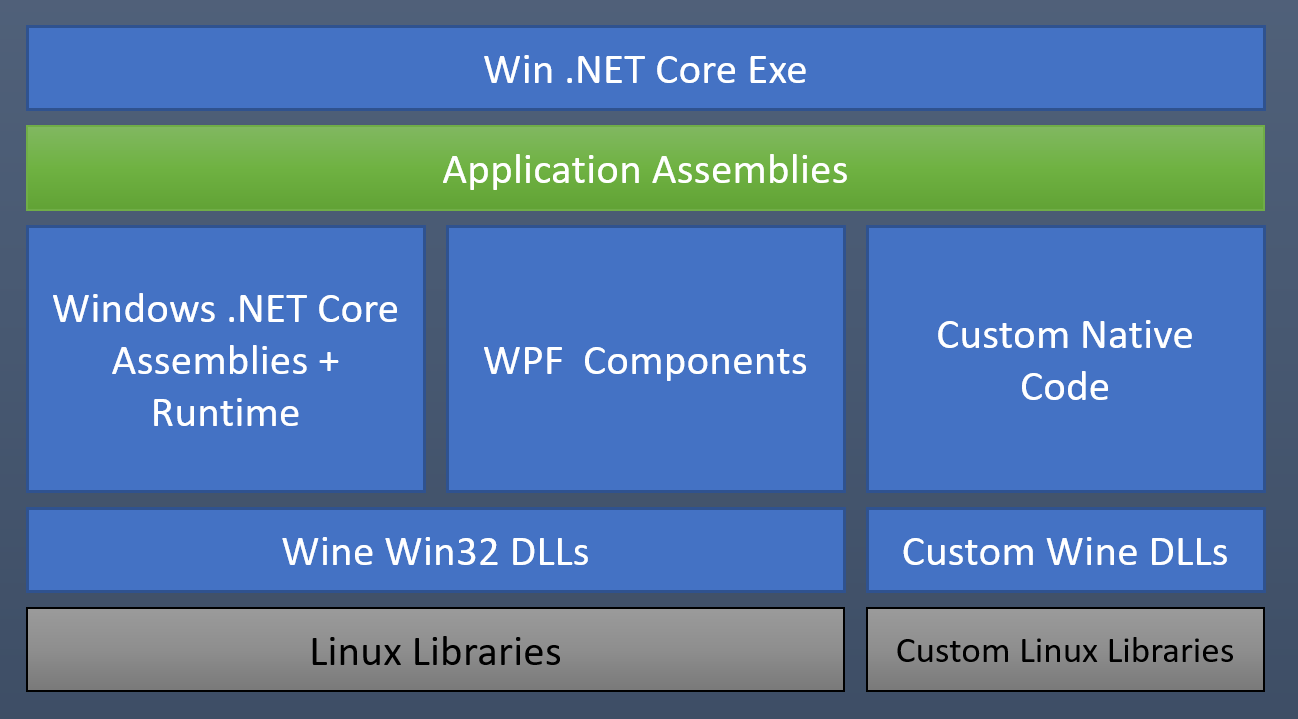 Win .NET Core Exe
Application Assemblies
Windows .NET Core
Assemblies +
Runtime
WPF  Components
Custom Native
Code
Wine Win32 DLLs
Custom Wine DLLs
Linux Libraries
Custom Linux Libraries